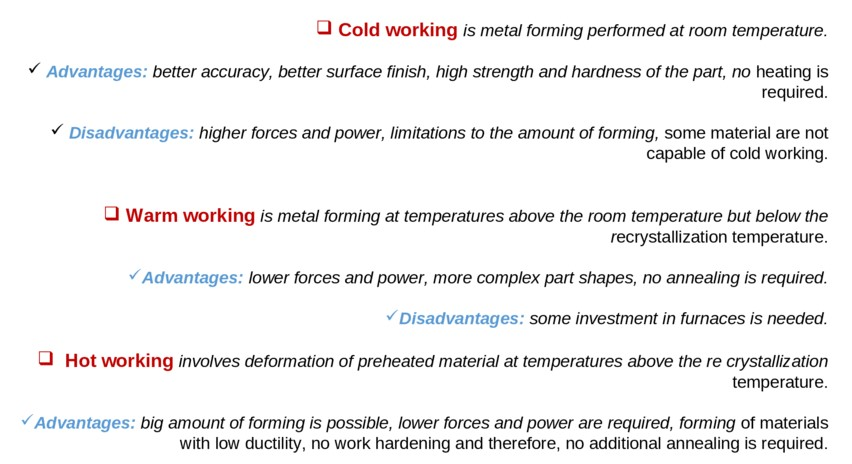 ❑ Cold working is metal forming performed at room temperature.
✓ Advantages: better accuracy, better surface finish, high strength and hardness of the part, no heating is
required.
✓ Disadvantages: higher forces and power, limitations to the amount of forming, some material are not
capable of cold working.
❑ Warm working is metal forming at temperatures above the room temperature but below the
recrystallization temperature.
✓Advantages: lower forces and power, more complex part shapes, no annealing is required.
✓Disadvantages: some investment in furnaces is needed.
❑ Hot working involves deformation of preheated material at temperatures above the re crystallization
temperature.
✓Advantages: big amount of forming is possible, lower forces and power are required, forming of materials
with low ductility, no work hardening and therefore, no additional annealing is required.